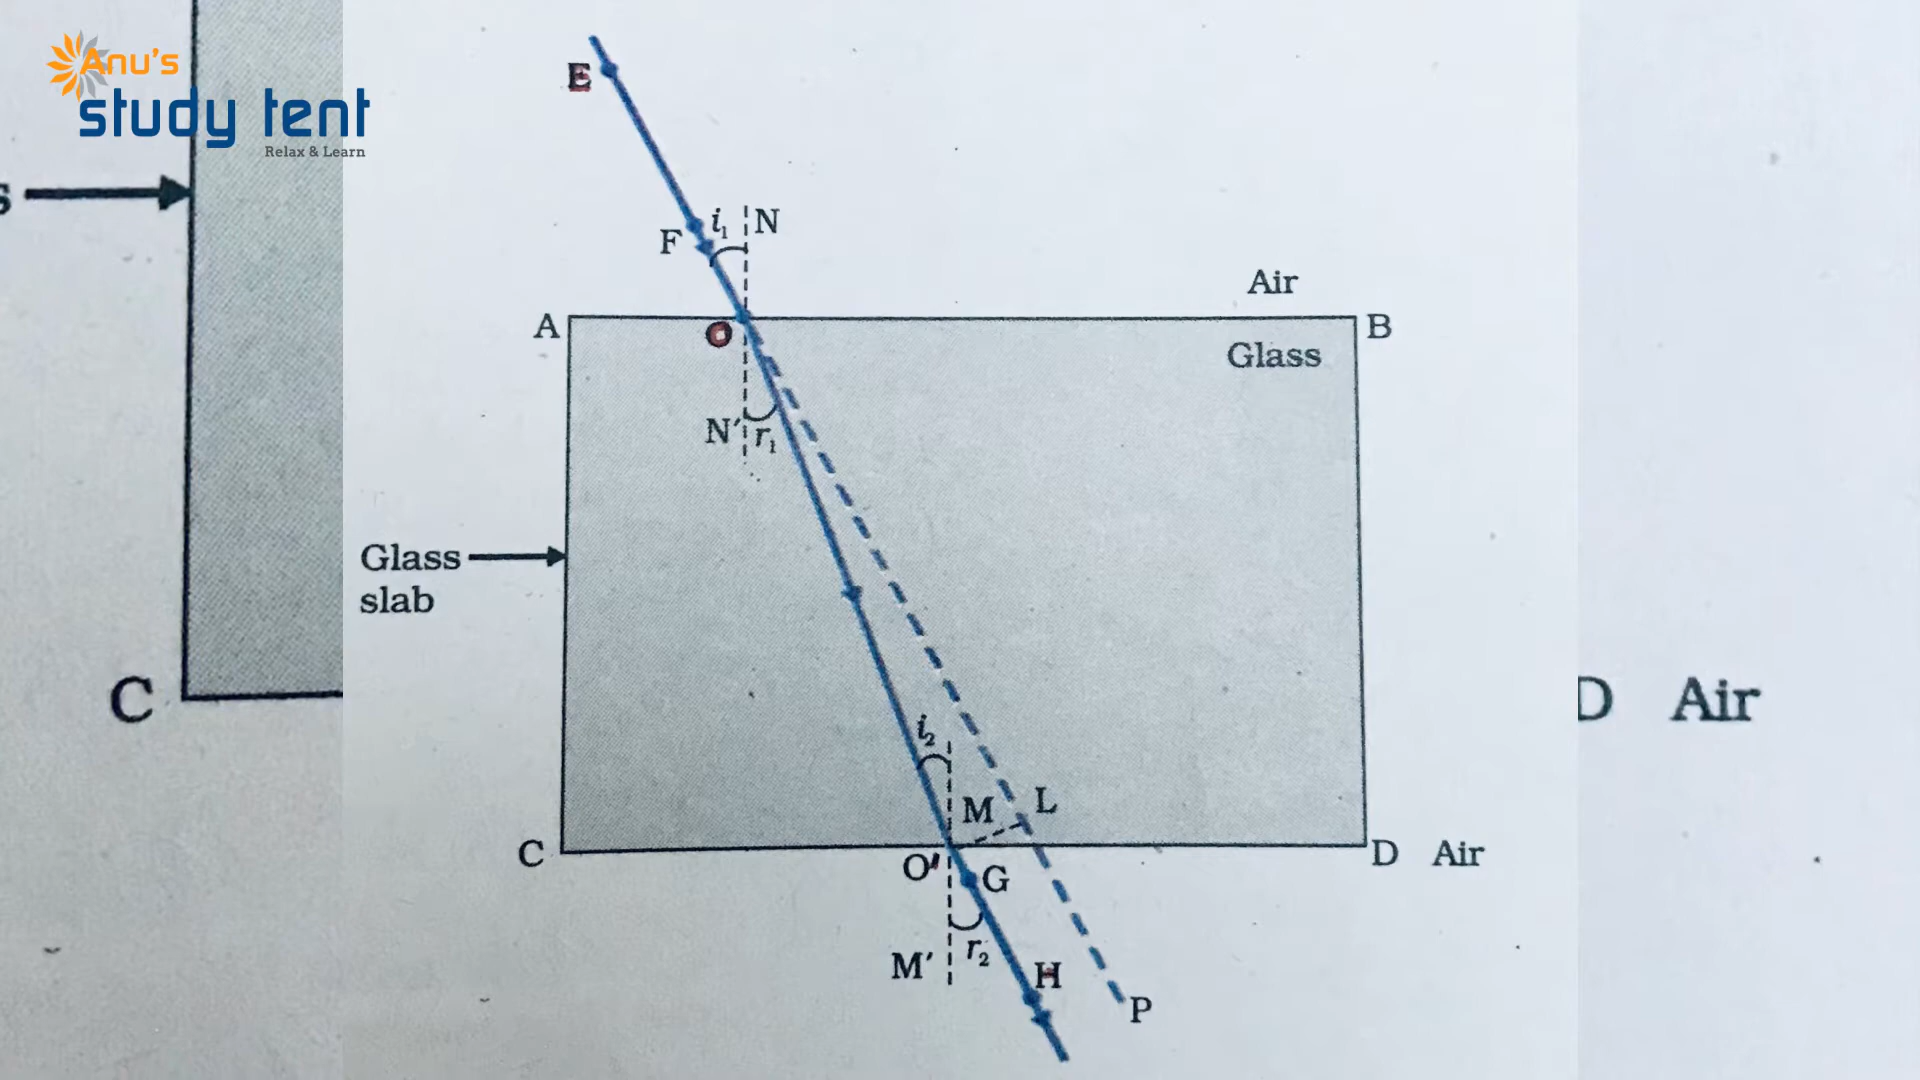 Anu's
study tent
Relax & Learn
s
E
F
i₁
N
Air
A
O
B
Glass
N′
r₁
Glass
slab
i₂
M
L
C
O′
G
D
Air
M′
r₂
H
P
C
D
Air